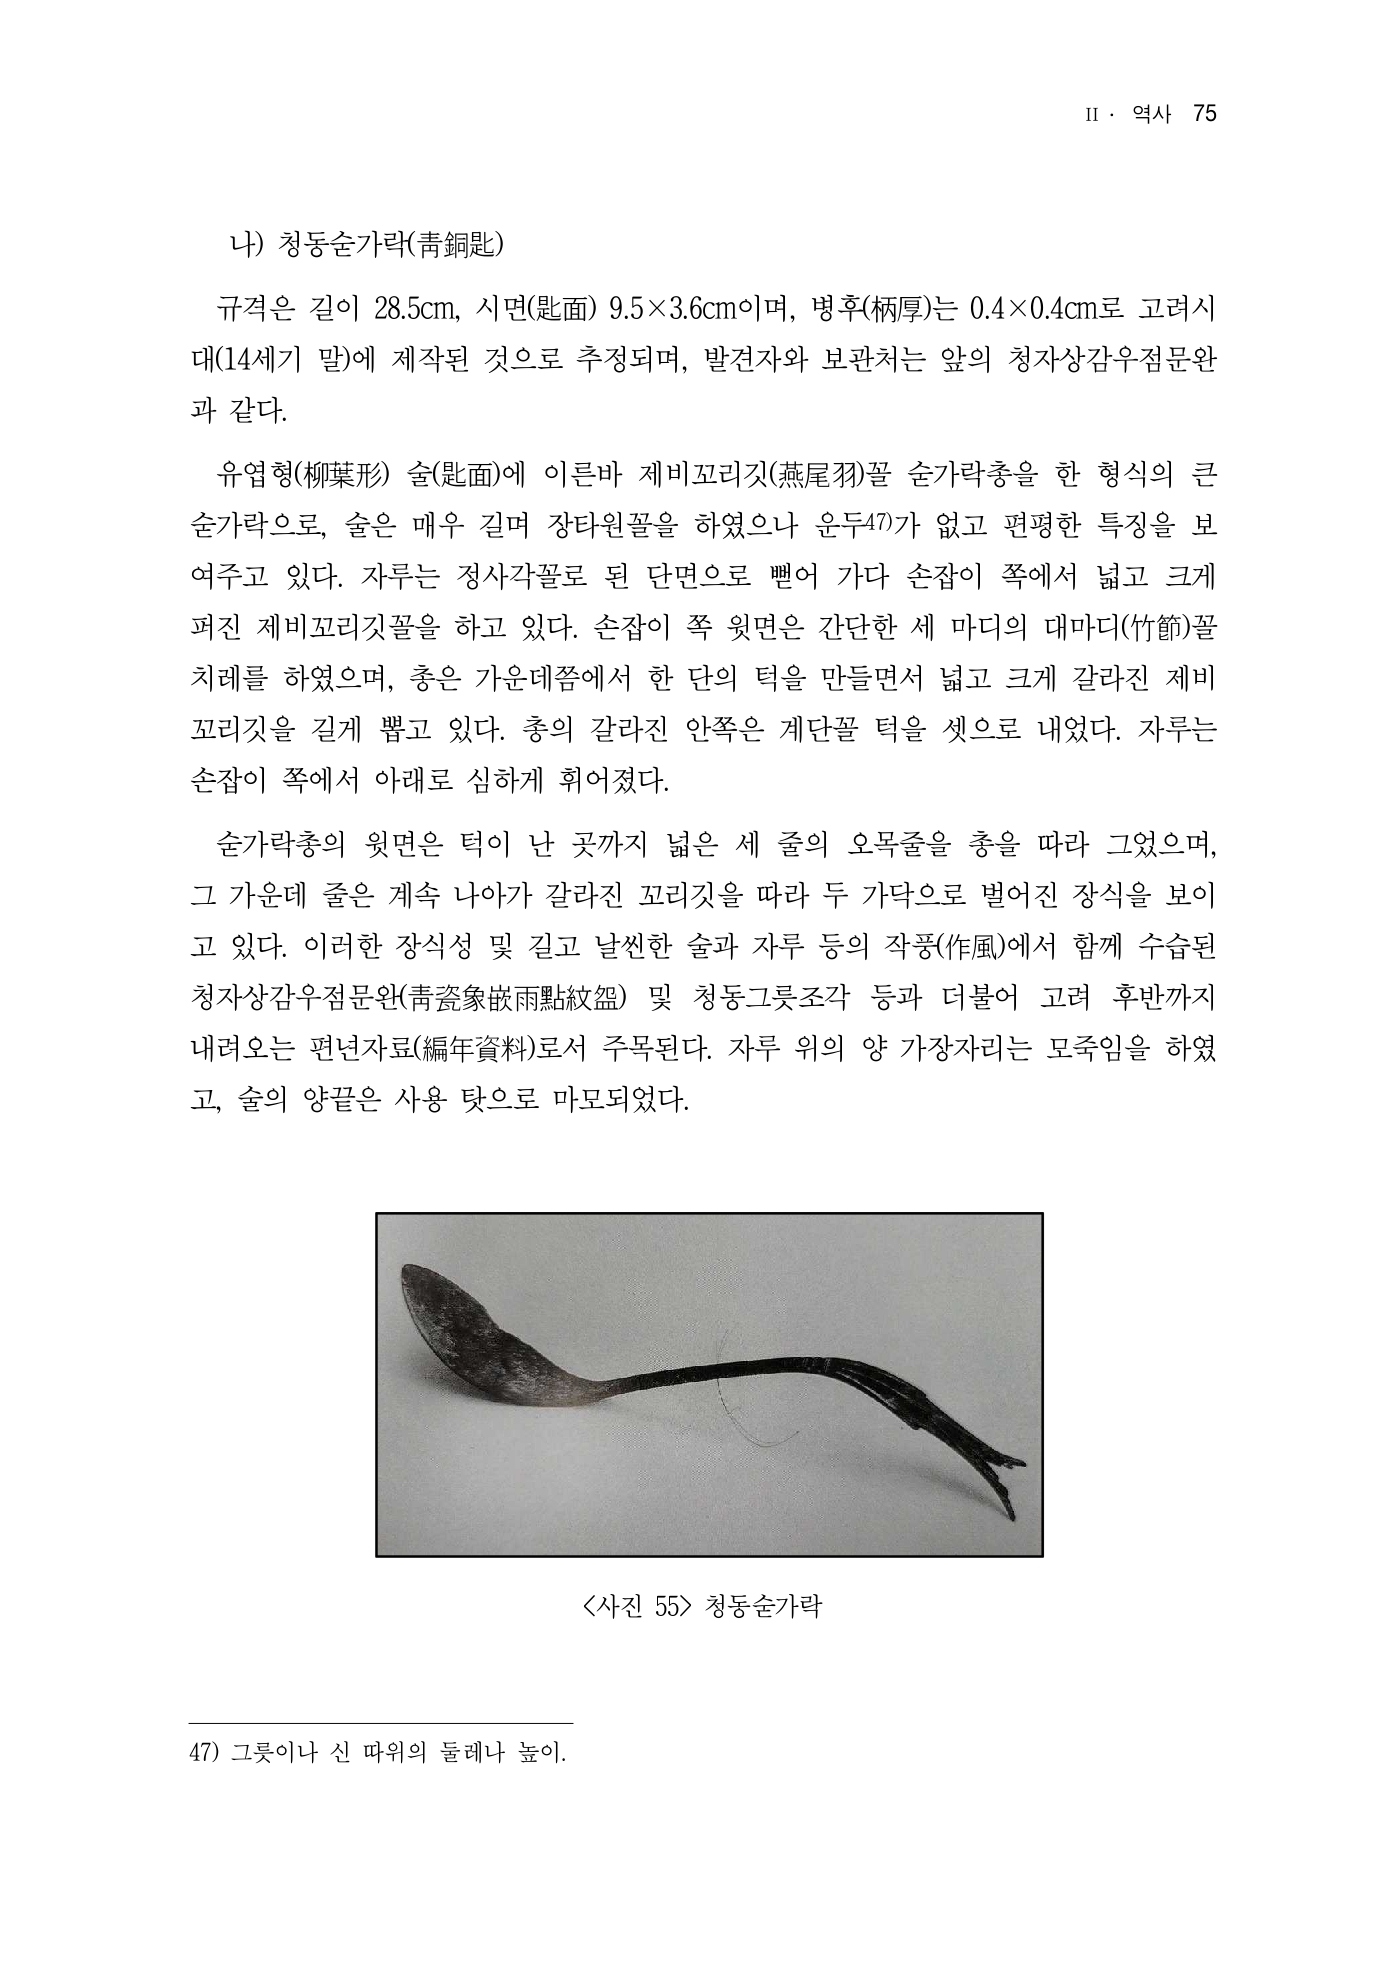 II · 역사 75
나) 청동숟가락(靑銅匙)
규격은 길이 28.5cm, 시면(匙面) 9.5×3.6cm이며, 병후(柄厚)는 0.4×0.4cm로 고려시
대(14세기 말)에 제작된 것으로 추정되며, 발견자와 보관처는 앞의 청자상감우점문완
과 같다.
유엽형(柳葉形) 술(匙面)에 이른바 제비꼬리깃(燕尾羽)꼴 숟가락총을 한 형식의 큰
숟가락으로, 술은 매우 길며 장타원꼴을 하였으나 운두47)가 없고 편평한 특징을 보
여주고 있다. 자루는 정사각꼴로 된 단면으로 뻗어 가다 손잡이 쪽에서 넓고 크게
퍼진 제비꼬리깃꼴을 하고 있다. 손잡이 쪽 윗면은 간단한 세 마디의 대마디(竹節)꼴
치레를 하였으며, 총은 가운데쯤에서 한 단의 턱을 만들면서 넓고 크게 갈라진 제비
꼬리깃을 길게 뽑고 있다. 총의 갈라진 안쪽은 계단꼴 턱을 셋으로 내었다. 자루는
손잡이 쪽에서 아래로 심하게 휘어졌다.
숟가락총의 윗면은 턱이 난 곳까지 넓은 세 줄의 오목줄을 총을 따라 그었으며,
그 가운데 줄은 계속 나아가 갈라진 꼬리깃을 따라 두 가닥으로 벌어진 장식을 보이
고 있다. 이러한 장식성 및 길고 날씬한 술과 자루 등의 작풍(作風)에서 함께 수습된
청자상감우점문완(靑瓷象嵌雨點紋盌) 및 청동그릇조각 등과 더불어 고려 후반까지
내려오는 편년자료(編年資料)로서 주목된다. 자루 위의 양 가장자리는 모죽임을 하였
고, 술의 양끝은 사용 탓으로 마모되었다.
<사진 55> 청동숟가락
47) 그릇이나 신 따위의 둘레나 높이.